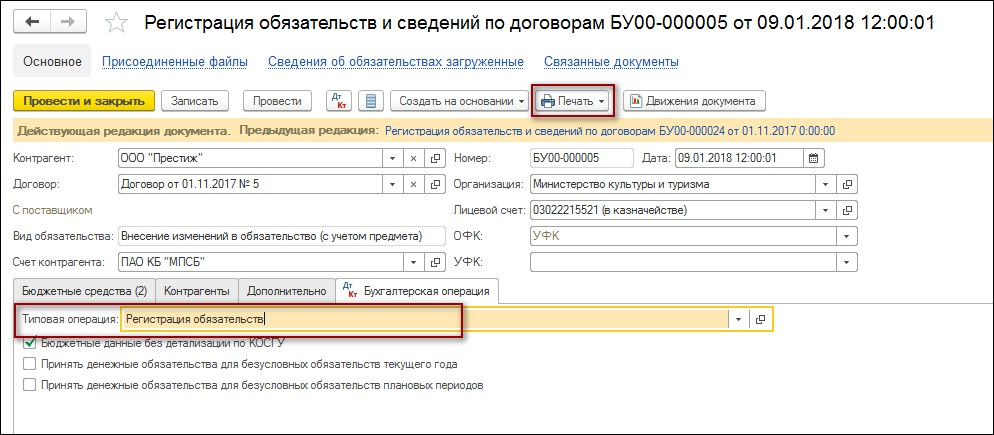 Регистрация обязательств и сведений по договорам БУ00-000005 от 09.01.2018 12:00:01
Основное Присоединенные файлы Сведения об обязательствах загруженные Связанные документы
Провести и закрыть Записать Провести Дт Кт Создать на основании Печать Движения документа
Действующая редакция документа. Предыдущая редакция: Регистрация обязательств и сведений по договорам БУ00-000024 от 01.11.2017 0:00:00
Контрагент: ООО "Престиж" Номер: БУ00-000005 Дата: 09.01.2018 12:00:01
Договор: Договор от 01.11.2017 № 5 Организация: Министерство культуры и туризма
С поставщиком Лицевой счет: 03022215521 (в казначействе)
Вид обязательства: Внесение изменений в обязательство (с учетом предмета) ОФК: УФК
Счет контрагента: ПАО КБ "МПСБ" УФК:
Бюджетные средства (2) Контрагенты Дополнительно Дт Кт Бухгалтерская операция
Типовая операция: Регистрация обязательств
Бюджетные данные без детализации по КОСГУ
Принять денежные обязательства для безусловных обязательств текущего года
Принять денежные обязательства для безусловных обязательств плановых периодов